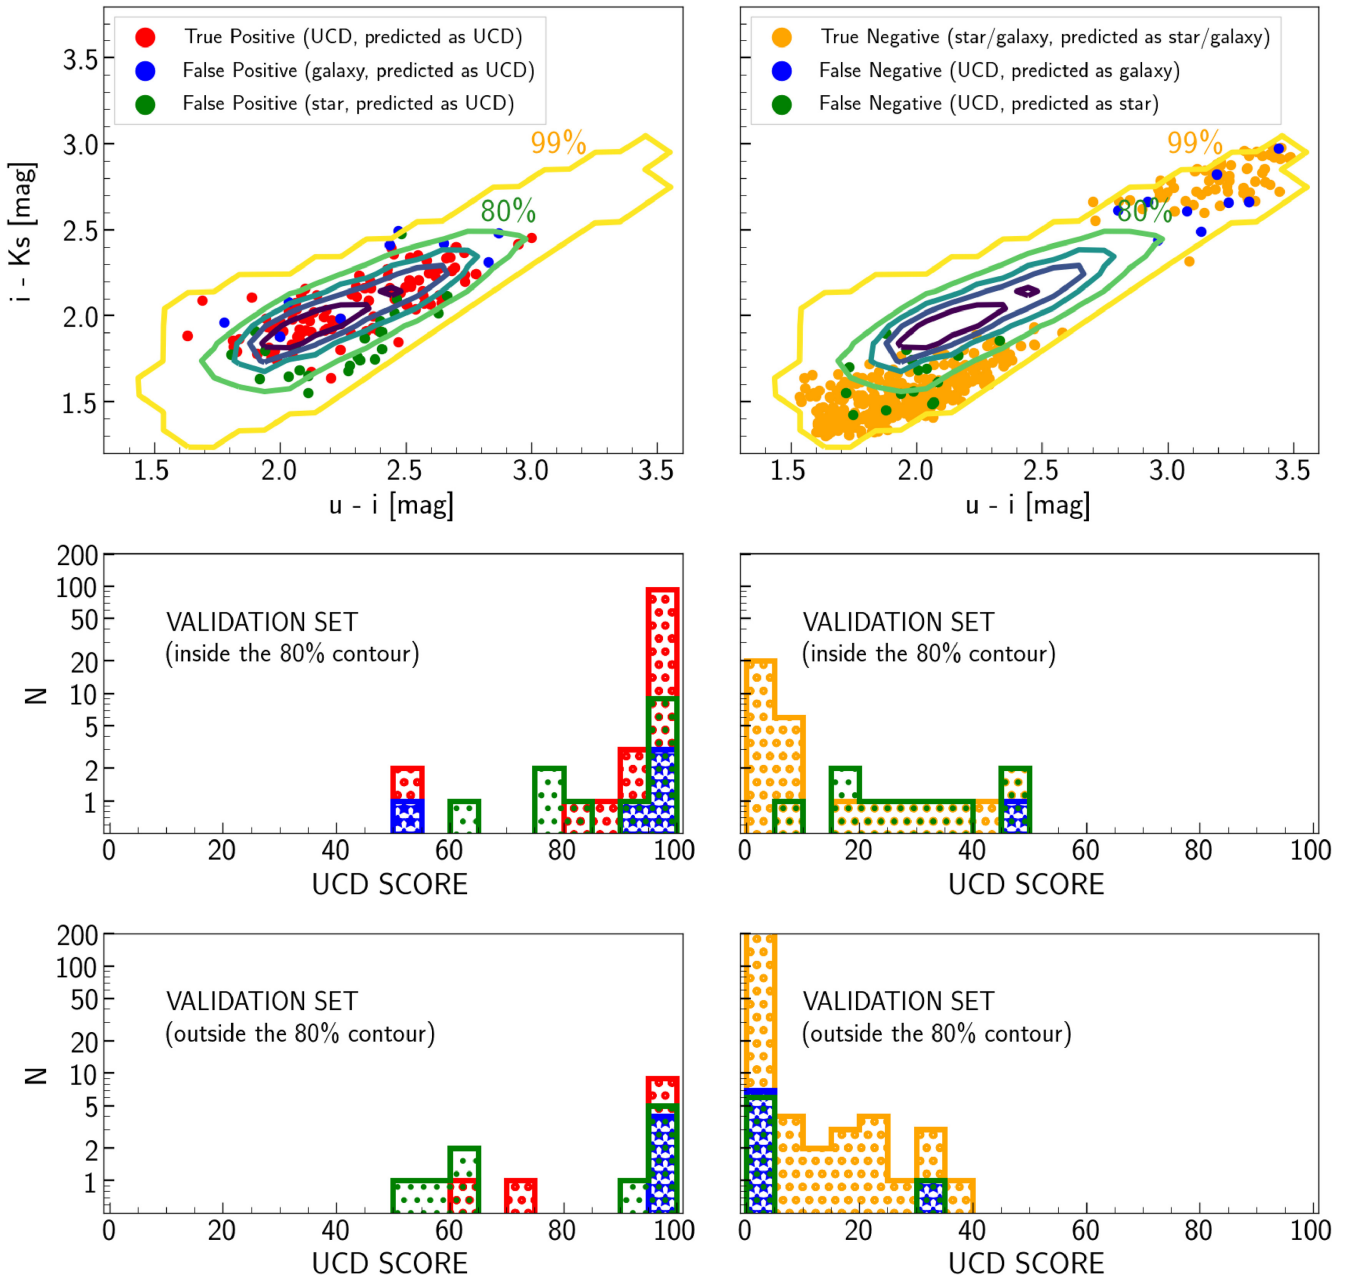 True Positive (UCD, predicted as UCD)
False Positive (galaxy, predicted as UCD)
False Positive (star, predicted as UCD)
99%
80%
3.5
3.0
2.5
2.0
1.5
i - Ks [mag]
1.5 2.0 2.5 3.0 3.5
u - i [mag]
True Negative (star/galaxy, predicted as star/galaxy)
False Negative (UCD, predicted as galaxy)
False Negative (UCD, predicted as star)
99%
80%
1.5 2.0 2.5 3.0 3.5
u - i [mag]
200
100
50
20
10
5
2
1
N
VALIDATION SET
(inside the 80% contour)
0 20 40 60 80 100
UCD SCORE
VALIDATION SET
(inside the 80% contour)
0 20 40 60 80 100
UCD SCORE
200
100
50
20
10
5
2
1
N
VALIDATION SET
(outside the 80% contour)
0 20 40 60 80 100
UCD SCORE
VALIDATION SET
(outside the 80% contour)
0 20 40 60 80 100
UCD SCORE